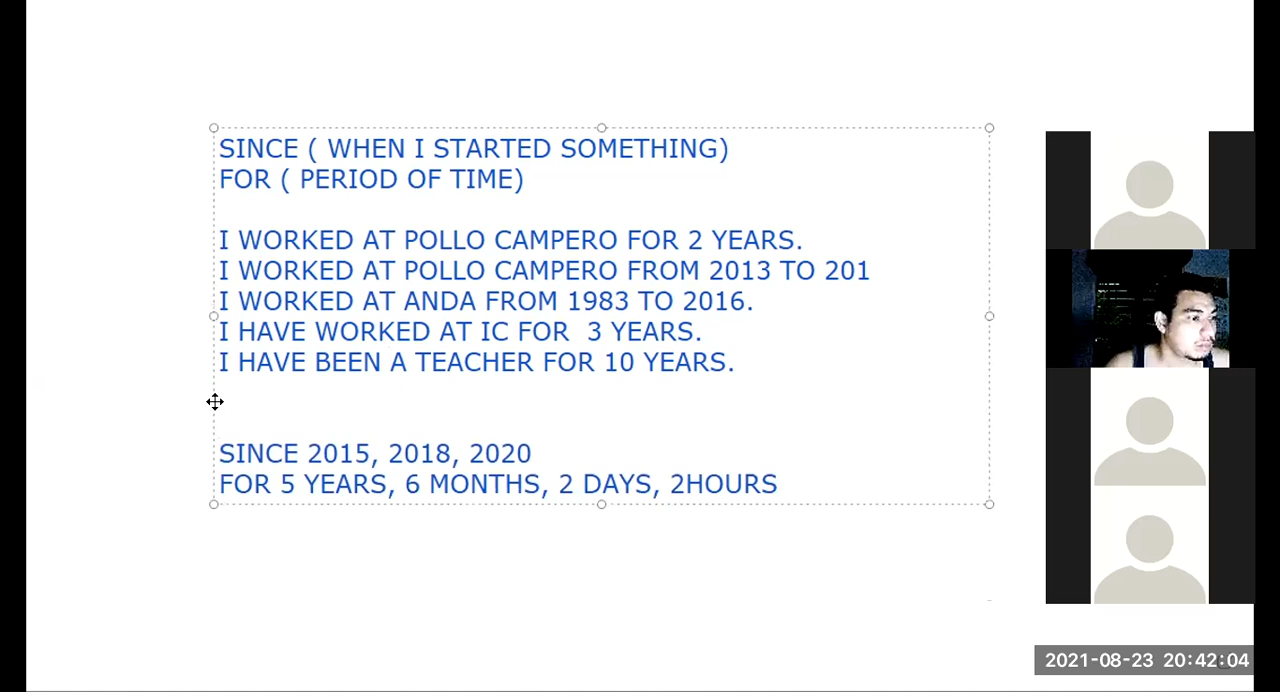 SINCE ( WHEN I STARTED SOMETHING)
FOR ( PERIOD OF TIME)
I WORKED AT POLLO CAMPERO FOR 2 YEARS.
I WORKED AT POLLO CAMPERO FROM 2013 TO 201
I WORKED AT ANDA FROM 1983 TO 2016.
I HAVE WORKED AT IC FOR  3 YEARS.
I HAVE BEEN A TEACHER FOR 10 YEARS.
SINCE 2015, 2018, 2020
FOR 5 YEARS, 6 MONTHS, 2 DAYS, 2HOURS
2021-08-23 20:42:04